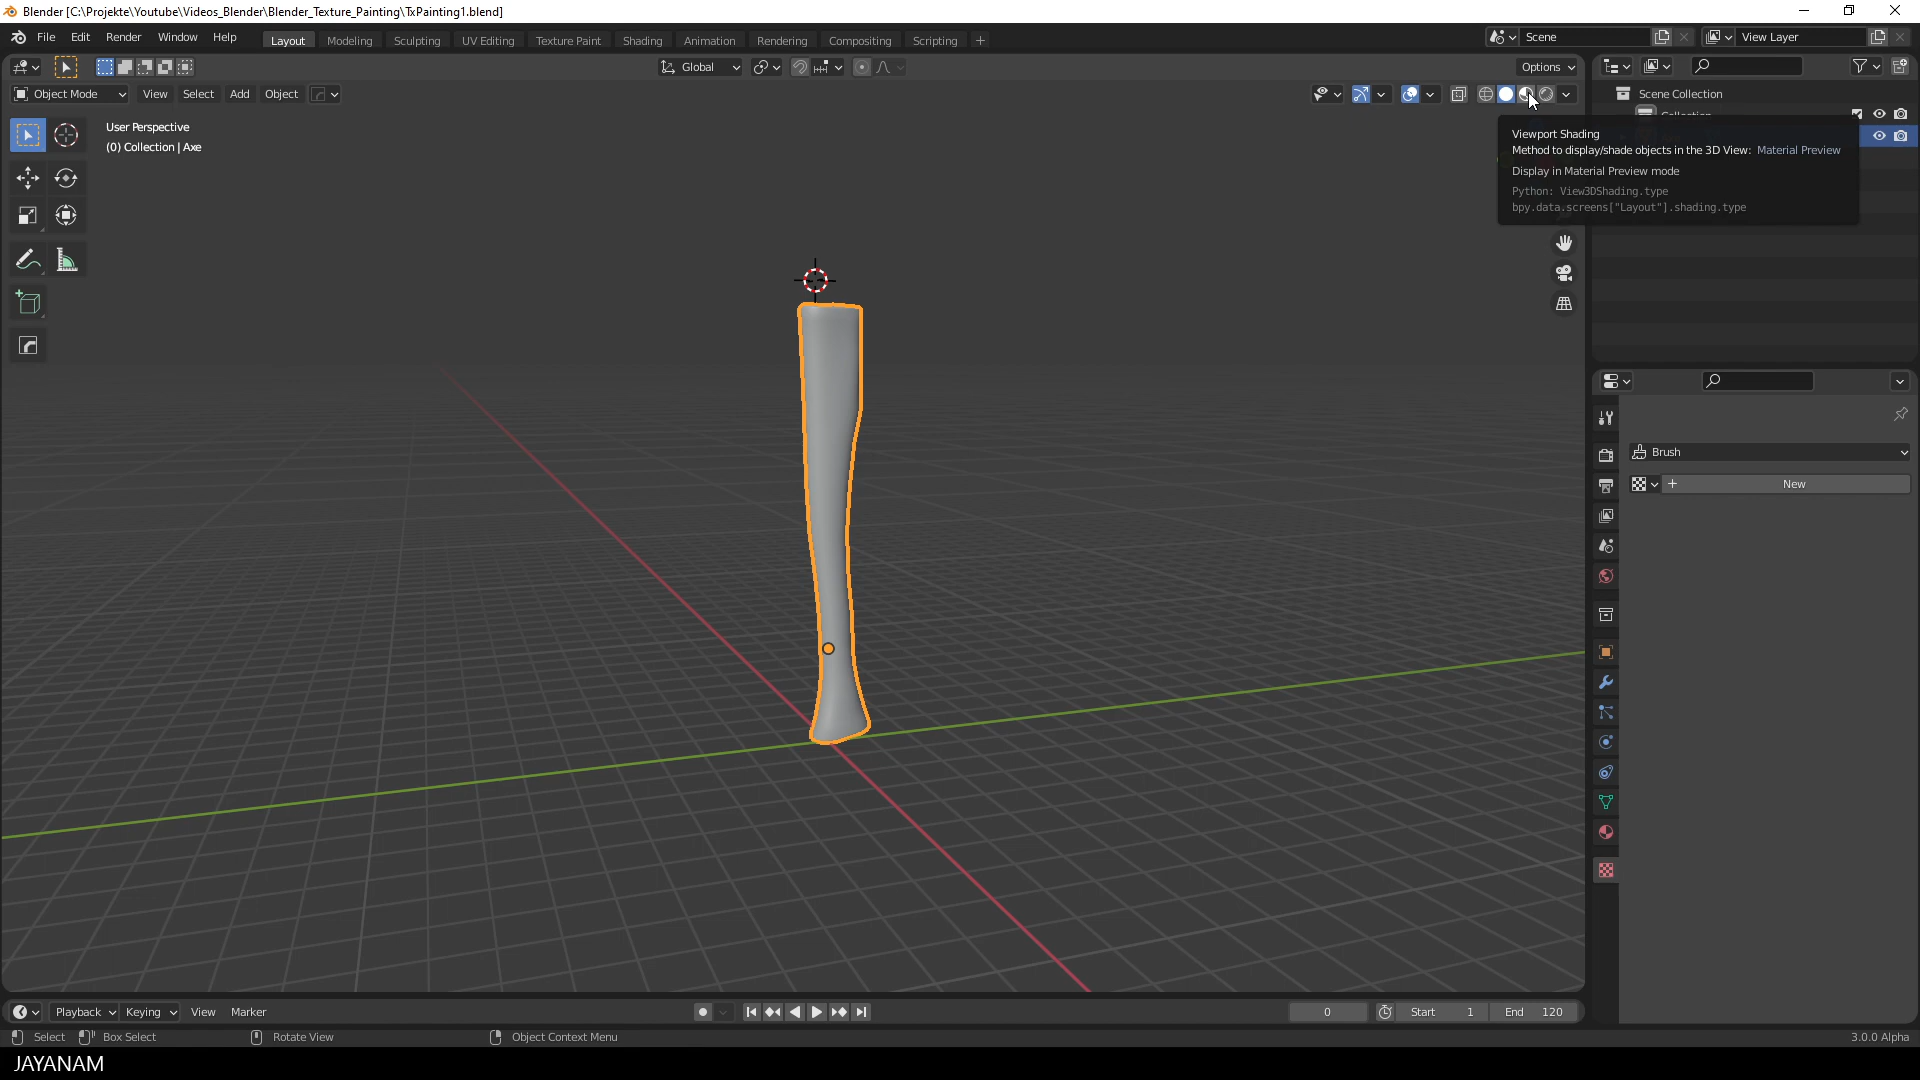 Blender [C:\Projekte\Youtube\Videos_Blender\Blender_Texture_Painting\TxPainting1.blend]
File Edit Render Window Help Layout Modeling Sculpting UV Editing Texture Paint Shading Animation Rendering Compositing Scripting + Scene View Layer
Global Options
Object Mode View Select Add Object Scene Collection
Collection
User Perspective
(0) Collection | Axe
Viewport Shading
Method to display/shade objects in the 3D View: Material Preview
Display in Material Preview mode
Python: View3DShading.type
bpy.data.screens["Layout"].shading.type
Brush
+ New
Playback Keying View Marker 0 Start 1 End 120
Select Box Select Rotate View Object Context Menu 3.0.0 Alpha
JAYANAM